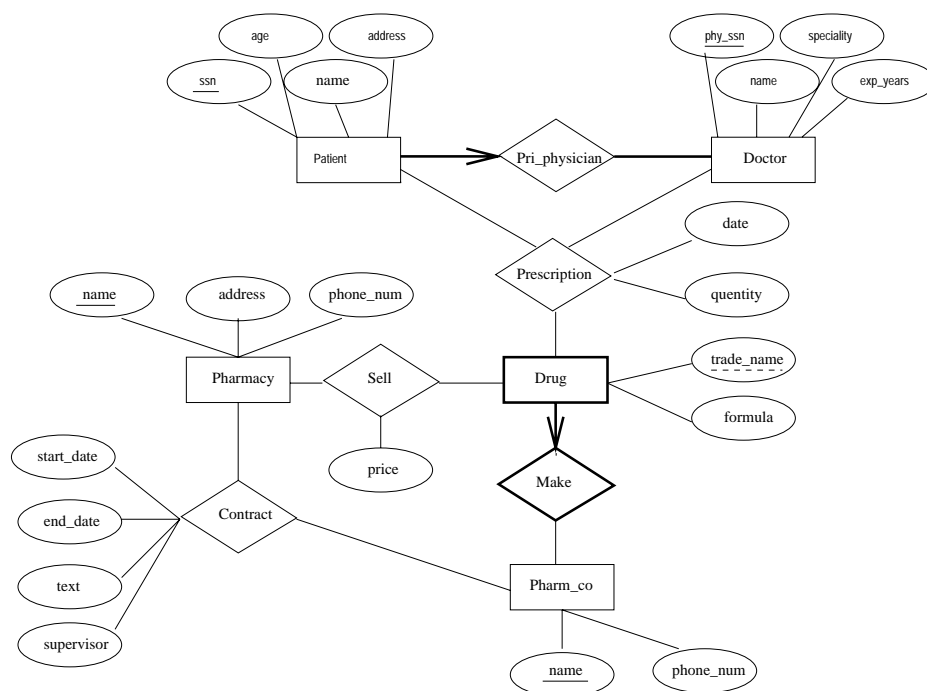 age
address
phy_ssn
speciality
ssn
name
name
exp_years
Patient
Pri_physician
Doctor
date
Prescription
name
address
phone_num
quentity
trade_name
Pharmacy
Sell
Drug
formula
start_date
price
Make
end_date
Contract
text
Pharm_co
supervisor
name
phone_num